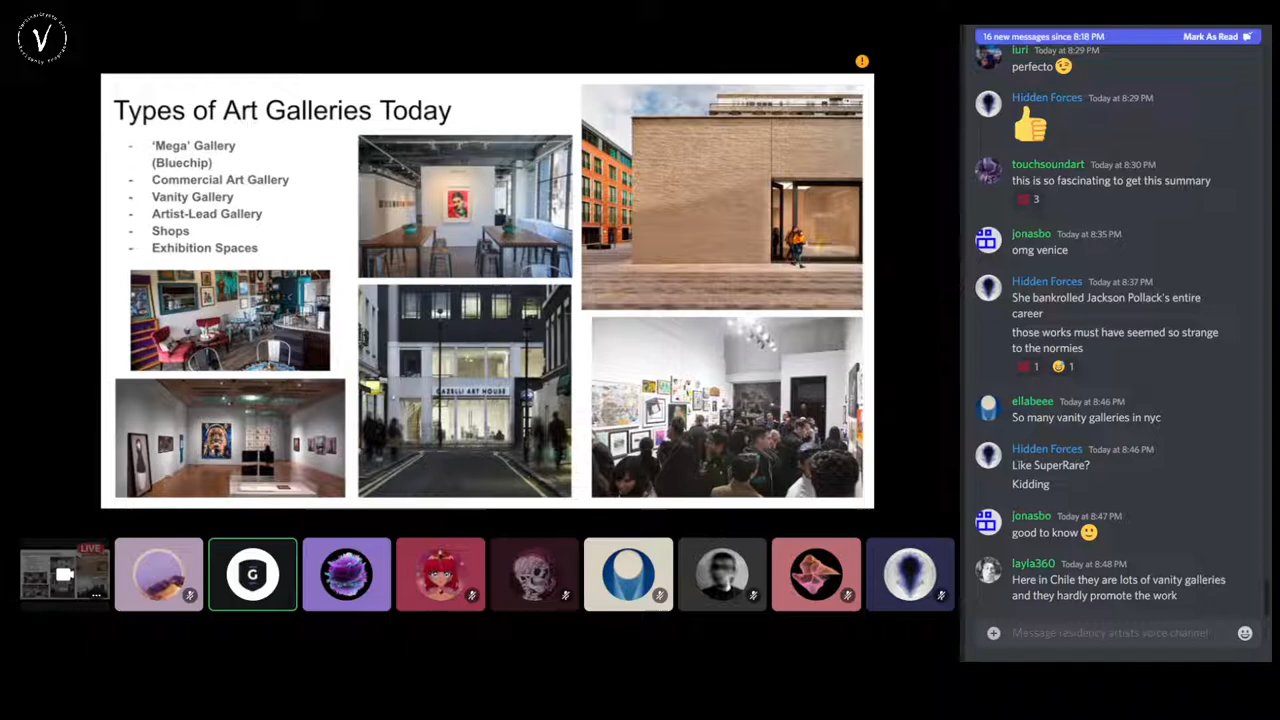 V
Types of Art Galleries Today
- ‘Mega’ Gallery
(Bluechip)
- Commercial Art Gallery
- Vanity Gallery
- Artist-Lead Gallery
- Shops
- Exhibition Spaces
GAZELLI ART HOUSE
LIVE
G
16 new messages since 8:18 PM Mark As Read
iuri Today at 8:29 PM
perfecto 😉
Hidden Forces Today at 8:29 PM
👍
touchsoundart Today at 8:30 PM
this is so fascinating to get this summary
3
jonasbo Today at 8:35 PM
omg venice
Hidden Forces Today at 8:37 PM
She bankrolled Jackson Pollack's entire
career
those works must have seemed so strange
to the normies
1 1
ellabeee Today at 8:46 PM
So many vanity galleries in nyc
Hidden Forces Today at 8:46 PM
Like SuperRare?
Kidding
jonasbo Today at 8:47 PM
good to know 🙂
layla360 Today at 8:48 PM
Here in Chile they are lots of vanity galleries
and they hardly promote the work
Message residency artists voice channel